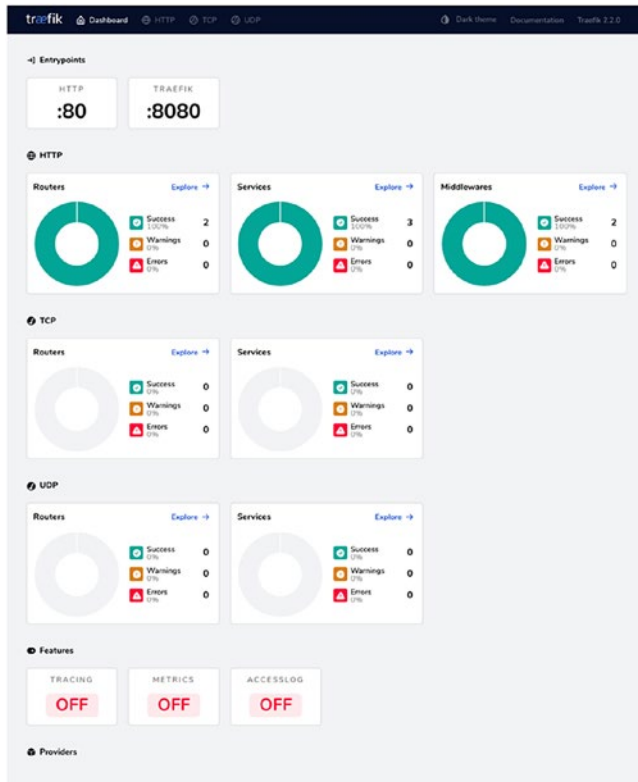 træfik Dashboard HTTP TCP UDP Dark theme Documentation Traefik 2.2.0
Entrypoints
HTTP TRAEFIK
:80 :8080
HTTP
Routers Explore → Services Explore → Middlewares Explore →
Success 2 Success 3 Success 2
100% 100% 100%
Warnings 0 Warnings 0 Warnings 0
0% 0% 0%
Errors 0 Errors 0 Errors 0
0% 0% 0%
TCP
Routers Explore → Services Explore →
Success 0 Success 0
0% 0%
Warnings 0 Warnings 0
0% 0%
Errors 0 Errors 0
0% 0%
UDP
Routers Explore → Services Explore →
Success 0 Success 0
0% 0%
Warnings 0 Warnings 0
0% 0%
Errors 0 Errors 0
0% 0%
Features
TRACING METRICS ACCESSLOG
OFF OFF OFF
Providers